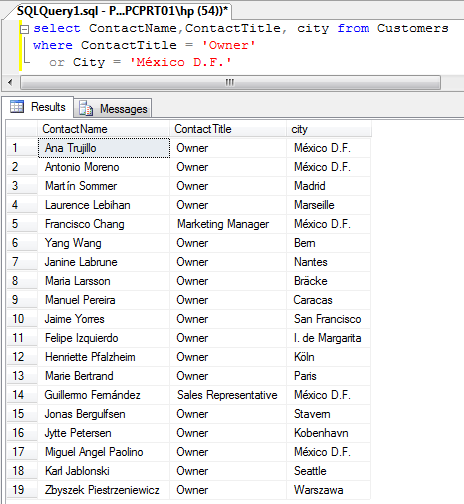 SQLQuery1.sql - P...PCPRT01\hp (54))*
select ContactName,ContactTitle, city from Customers
where ContactTitle = 'Owner'
or City = 'México D.F.'
Results Messages
ContactName ContactTitle city
1 Ana Trujillo Owner México D.F.
2 Antonio Moreno Owner México D.F.
3 Martín Sommer Owner Madrid
4 Laurence Lebihan Owner Marseille
5 Francisco Chang Marketing Manager México D.F.
6 Yang Wang Owner Bern
7 Janine Labrune Owner Nantes
8 Maria Larsson Owner Bräcke
9 Manuel Pereira Owner Caracas
10 Jaime Yorres Owner San Francisco
11 Felipe Izquierdo Owner I. de Margarita
12 Henriette Pfalzheim Owner Köln
13 Marie Bertrand Owner Paris
14 Guillermo Fernández Sales Representative México D.F.
15 Jonas Bergulfsen Owner Stavern
16 Jytte Petersen Owner Kobenhavn
17 Miguel Angel Paolino Owner México D.F.
18 Karl Jablonski Owner Seattle
19 Zbyszek Piestrzeniewicz Owner Warszawa